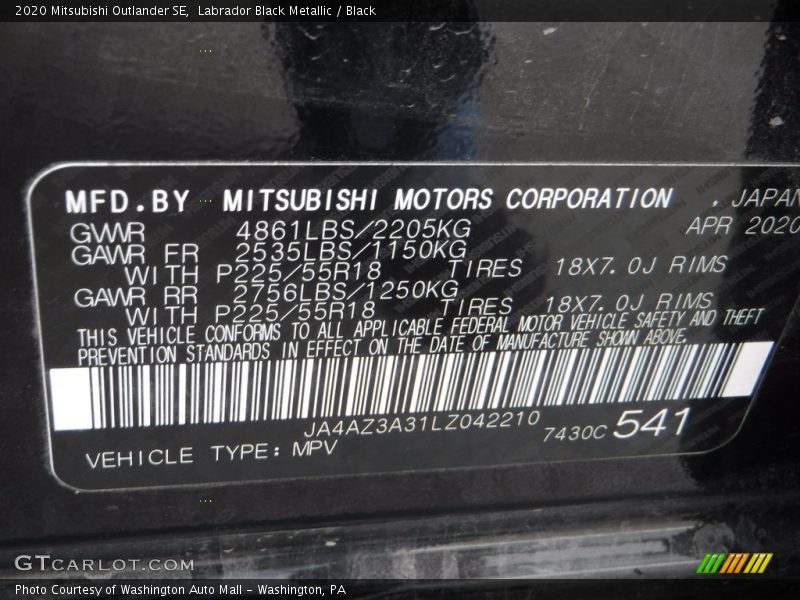 2020 Mitsubishi Outlander SE, Labrador Black Metallic / Black
MFD.BY MITSUBISHI MOTORS CORPORATION . JAPAN
APR 2020
GWWR 4861LBS/2205KG
GAWR FR 2535LBS/1150KG
WITH P225/55R18 TIRES 18X7.0J RIMS
GAWR RR 2756LBS/1250KG
WITH P225/55R18 TIRES 18X7.0J RIMS
THIS VEHICLE CONFORMS TO ALL APPLICABLE FEDERAL MOTOR VEHICLE SAFETY AND THEFT
PREVENTION STANDARDS IN EFFECT ON THE DATE OF MANUFACTURE SHOWN ABOVE.
JA4AZ3A31LZ042210
7430C 541
VEHICLE TYPE: MPV
GTCARLOT.COM
Photo Courtesy of Washington Auto Mall - Washington, PA